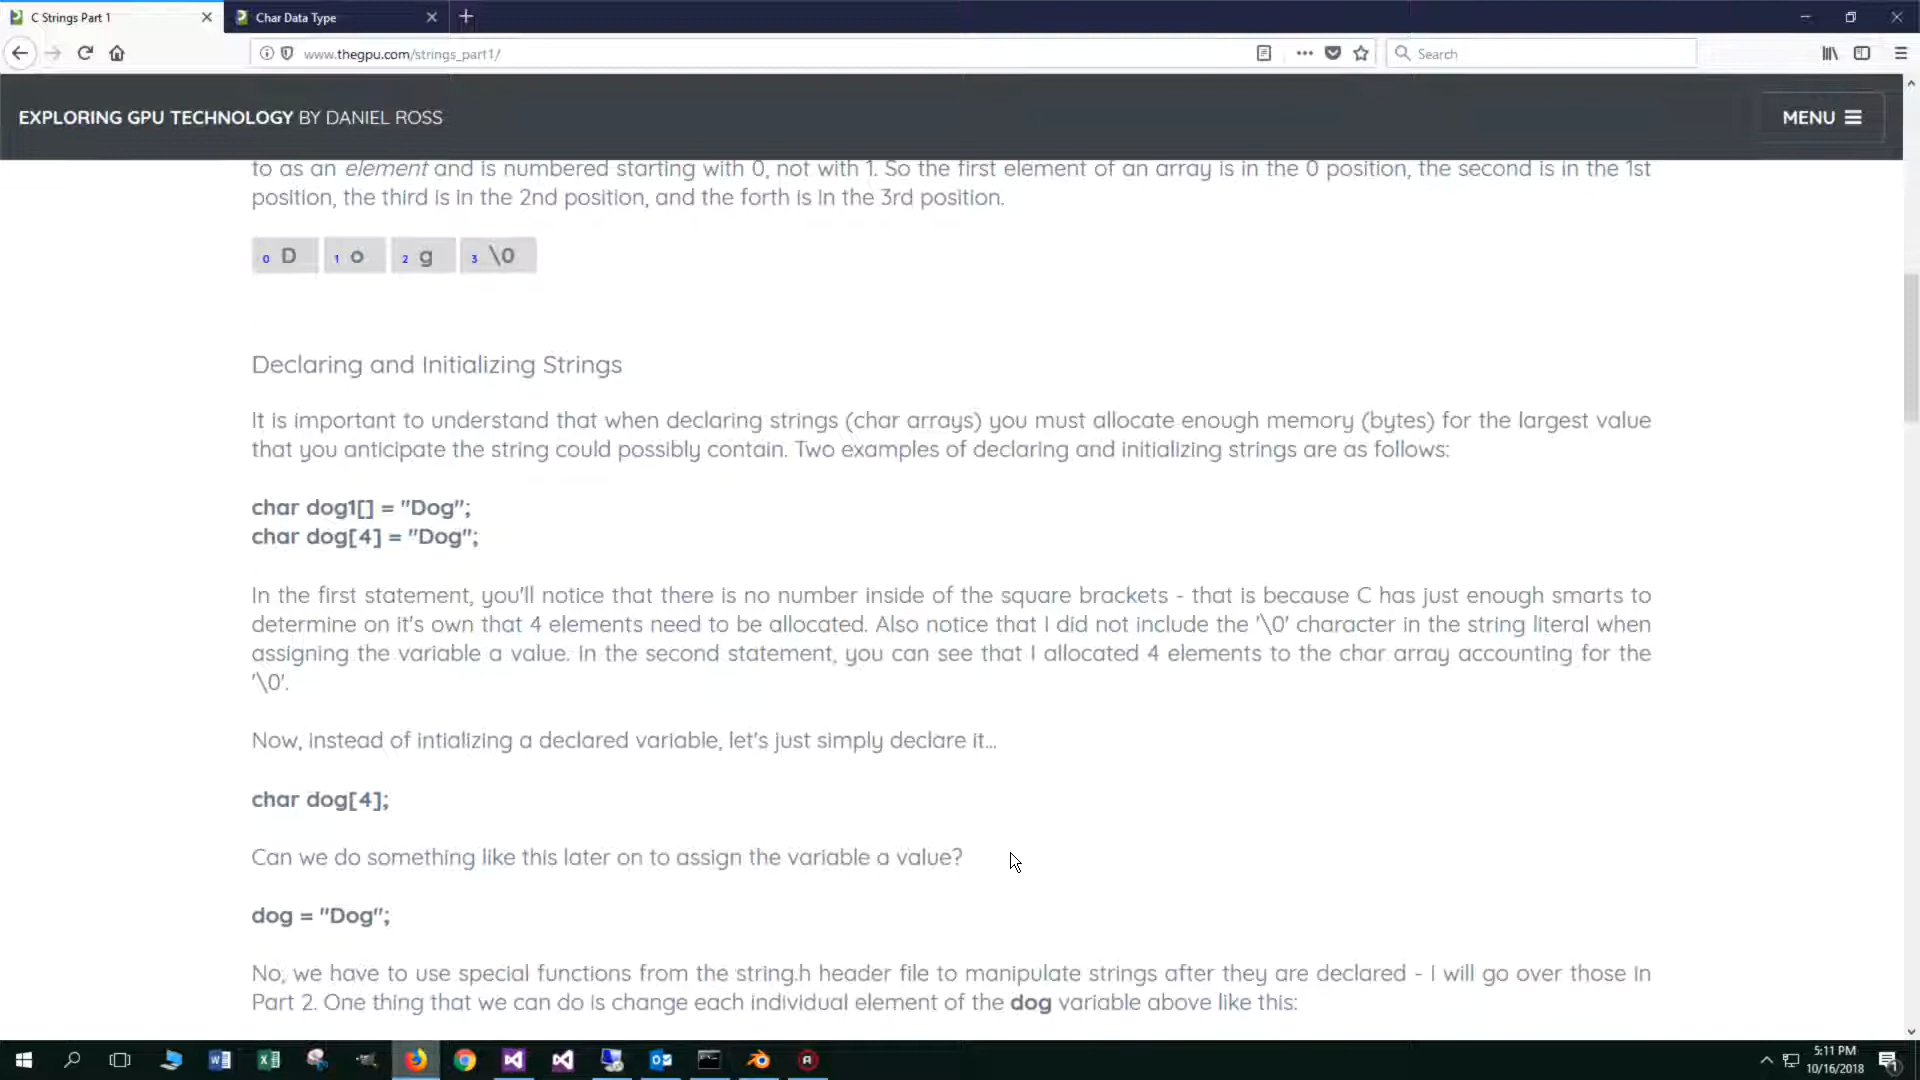 C Strings Part 1
Char Data Type
www.thegpu.com/strings_part1/
Search
EXPLORING GPU TECHNOLOGY BY DANIEL ROSS
MENU
to as an element and is numbered starting with 0, not with 1. So the first element of an array is in the 0 position, the second is in the 1st
position, the third is in the 2nd position, and the forth is in the 3rd position.
0 D 1 o 2 g 3 \0
Declaring and Initializing Strings
It is important to understand that when declaring strings (char arrays) you must allocate enough memory (bytes) for the largest value
that you anticipate the string could possibly contain. Two examples of declaring and initializing strings are as follows:
char dog1[] = "Dog";
char dog[4] = "Dog";
In the first statement, you'll notice that there is no number inside of the square brackets - that is because C has just enough smarts to
determine on it's own that 4 elements need to be allocated. Also notice that I did not include the '\0' character in the string literal when
assigning the variable a value. In the second statement, you can see that I allocated 4 elements to the char array accounting for the
'\0'.
Now, instead of intializing a declared variable, let's just simply declare it...
char dog[4];
Can we do something like this later on to assign the variable a value?
dog = "Dog";
No, we have to use special functions from the string.h header file to manipulate strings after they are declared - I will go over those in
Part 2. One thing that we can do is change each individual element of the dog variable above like this:
5:11 PM
10/16/2018